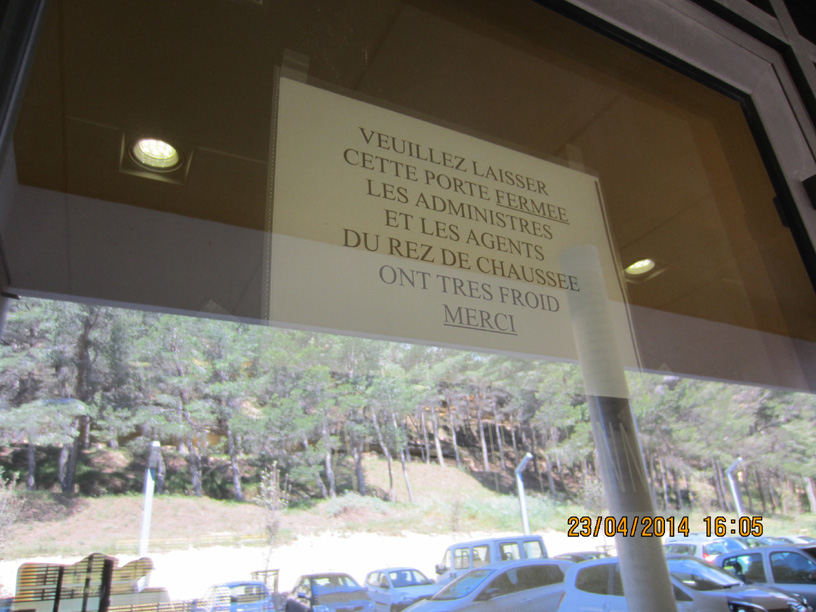 VEUILLEZ LAISSER
CETTE PORTE FERMEE
LES ADMINISTRES
ET LES AGENTS
DU REZ DE CHAUSSEE
ONT TRES FROID
MERCI
23/04/2014 16:05